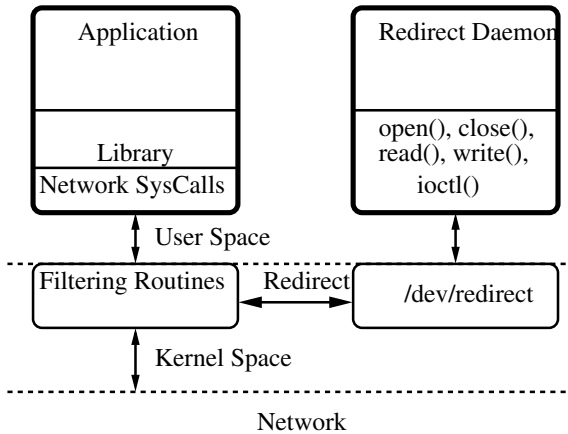 Application
Redirect Daemon
Library
Network SysCalls
open(), close(),
read(), write(),
ioctl()
User Space
Filtering Routines
Redirect
/dev/redirect
Kernel Space
Network